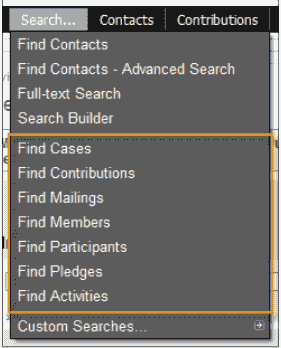 Search... Contacts Contributions
Find Contacts
Find Contacts - Advanced Search
Full-text Search
Search Builder
Find Cases
Find Contributions
Find Mailings
Find Members
Find Participants
Find Pledges
Find Activities
Custom Searches...